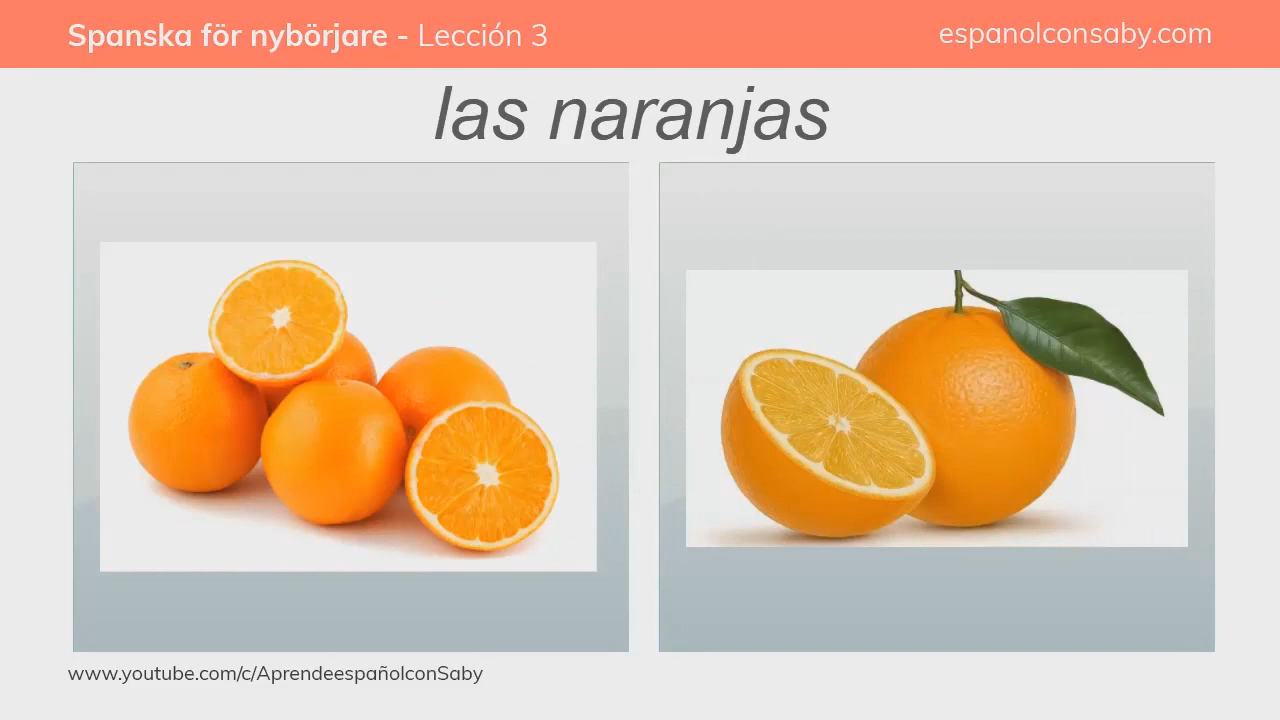 Spanska för nybörjare - Lección 3
espanolconsaby.com
las naranjas
www.youtube.com/c/AprendeespañolconSaby